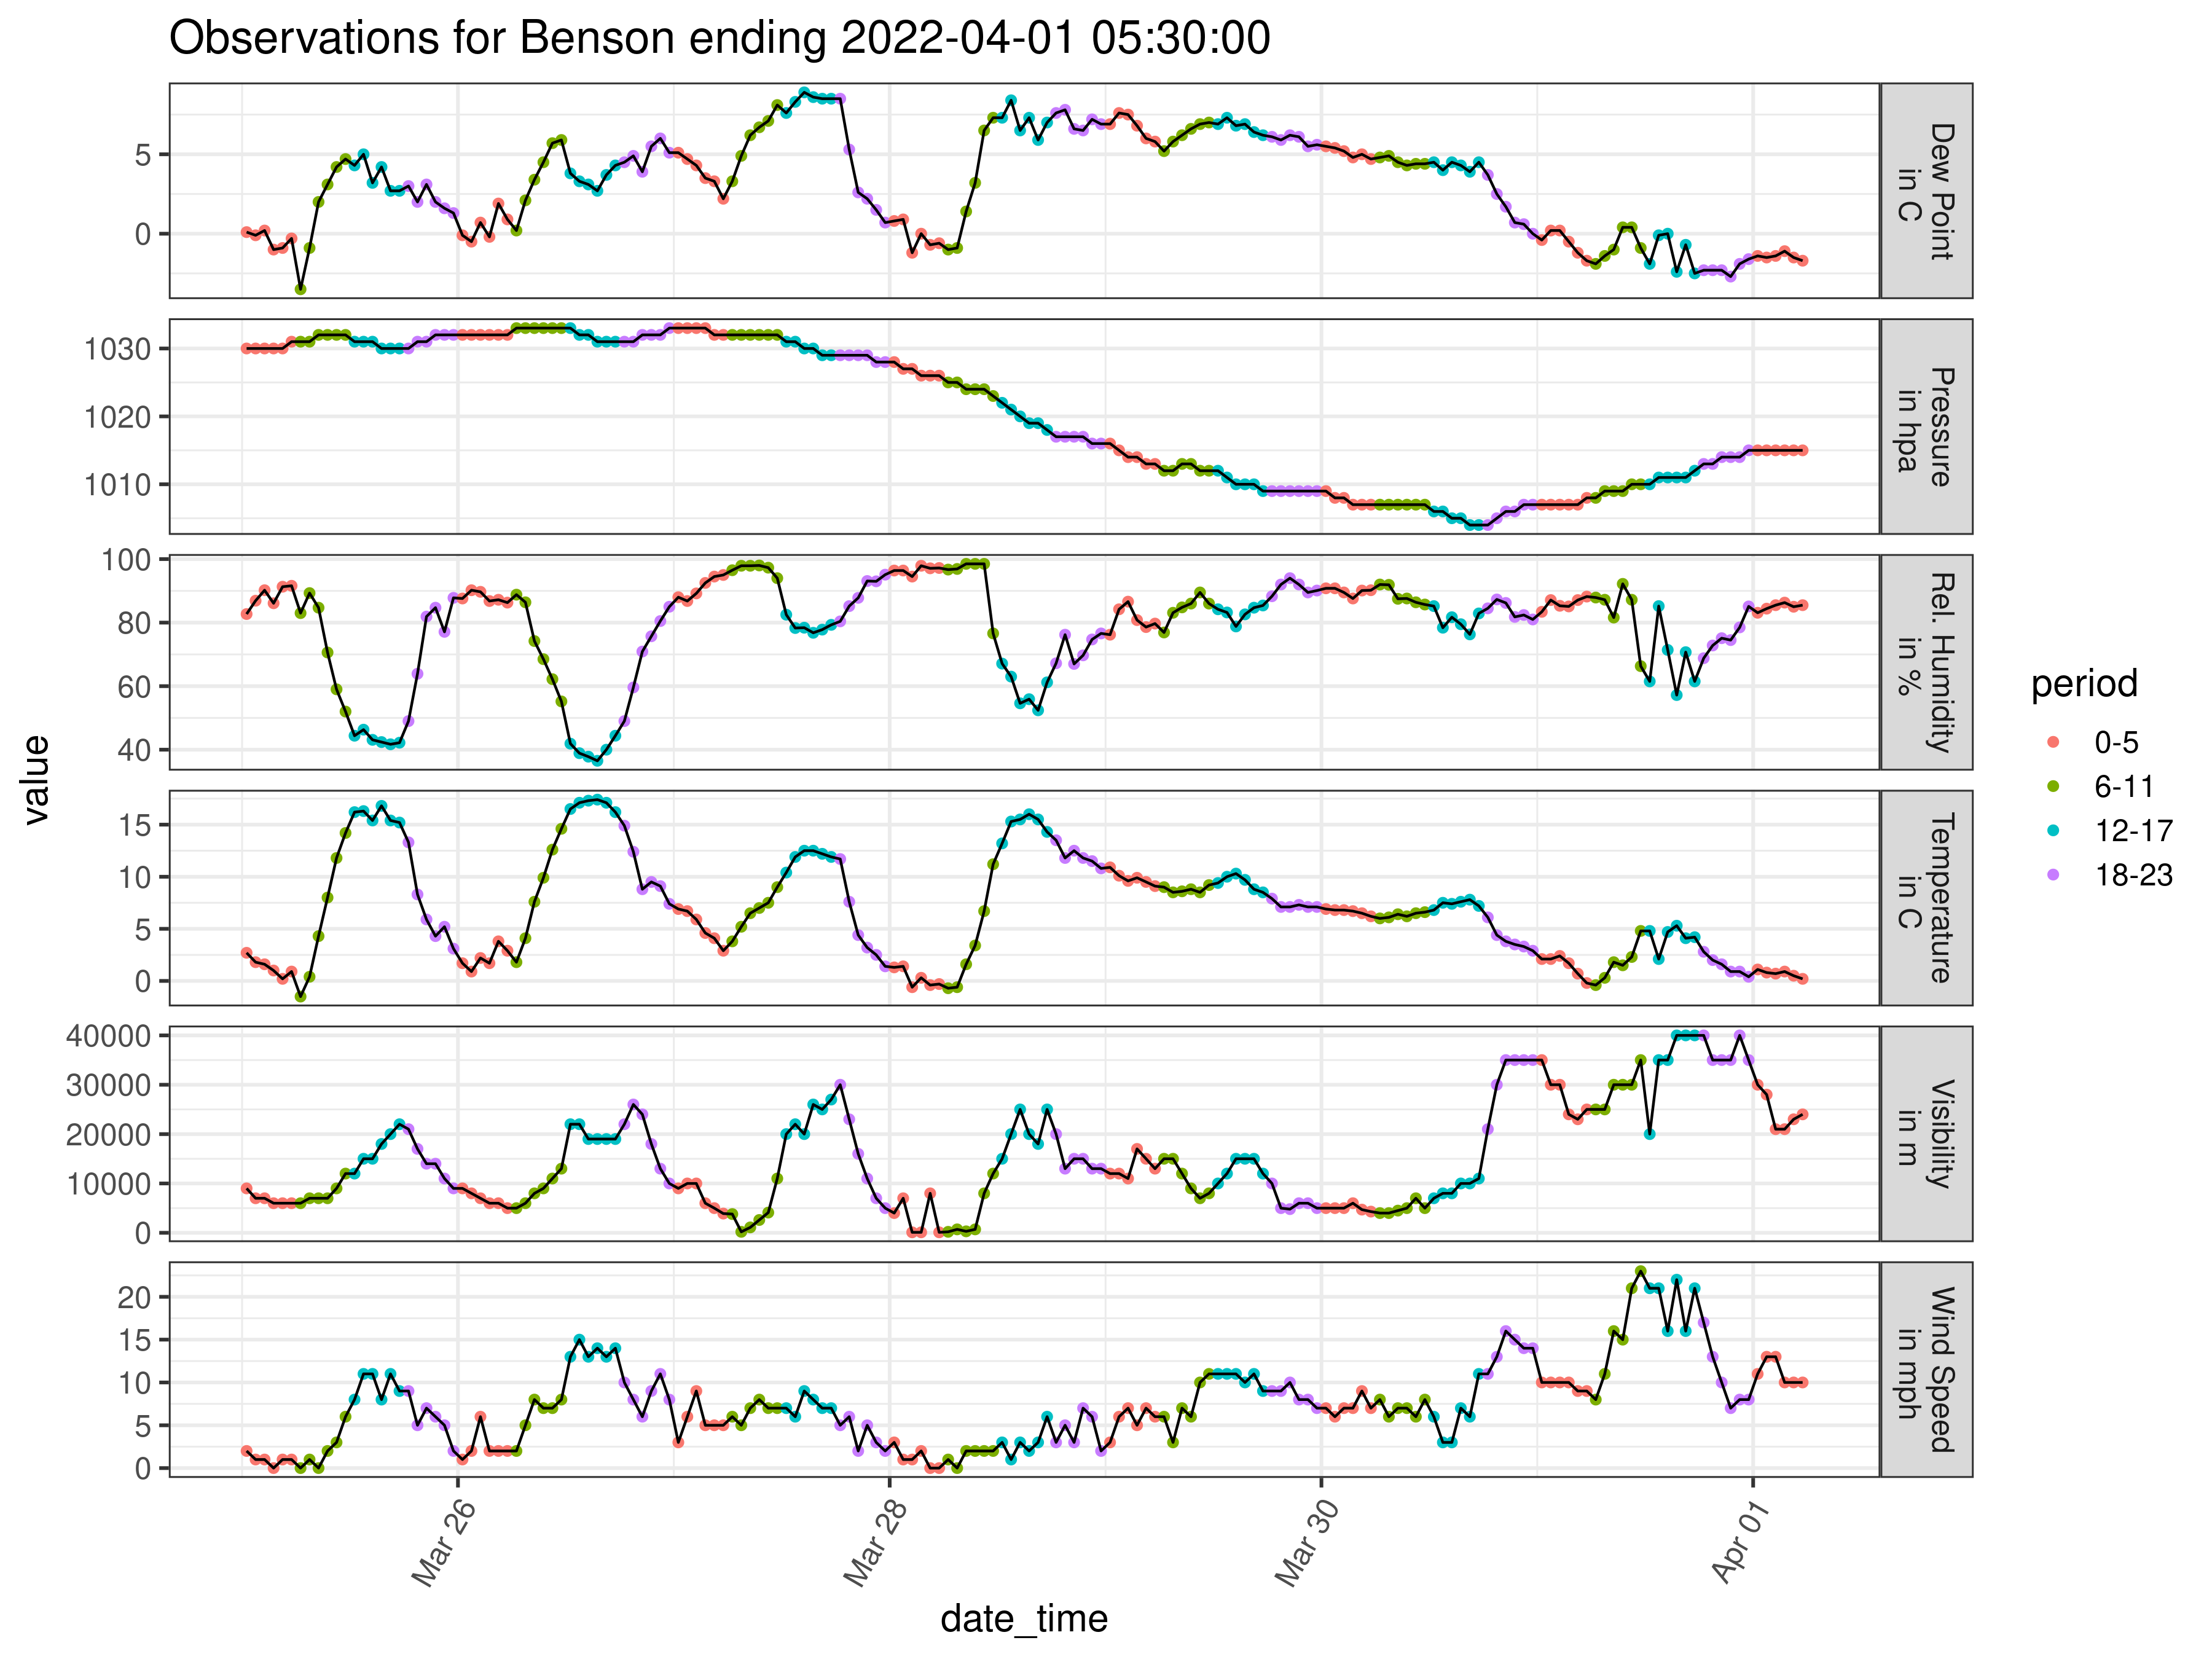 Observations for Benson ending 2022-04-01 05:30:00
value
5
0
Dew Point
in C
1030
1020
1010
Pressure
in hpa
100
80
60
40
Rel. Humidity
in %
15
10
5
0
Temperature
in C
40000
30000
20000
10000
0
Visibility
in m
20
15
10
5
0
Wind Speed
in mph
Mar 26
Mar 28
Mar 30
Apr 01
date_time
period
0-5
6-11
12-17
18-23